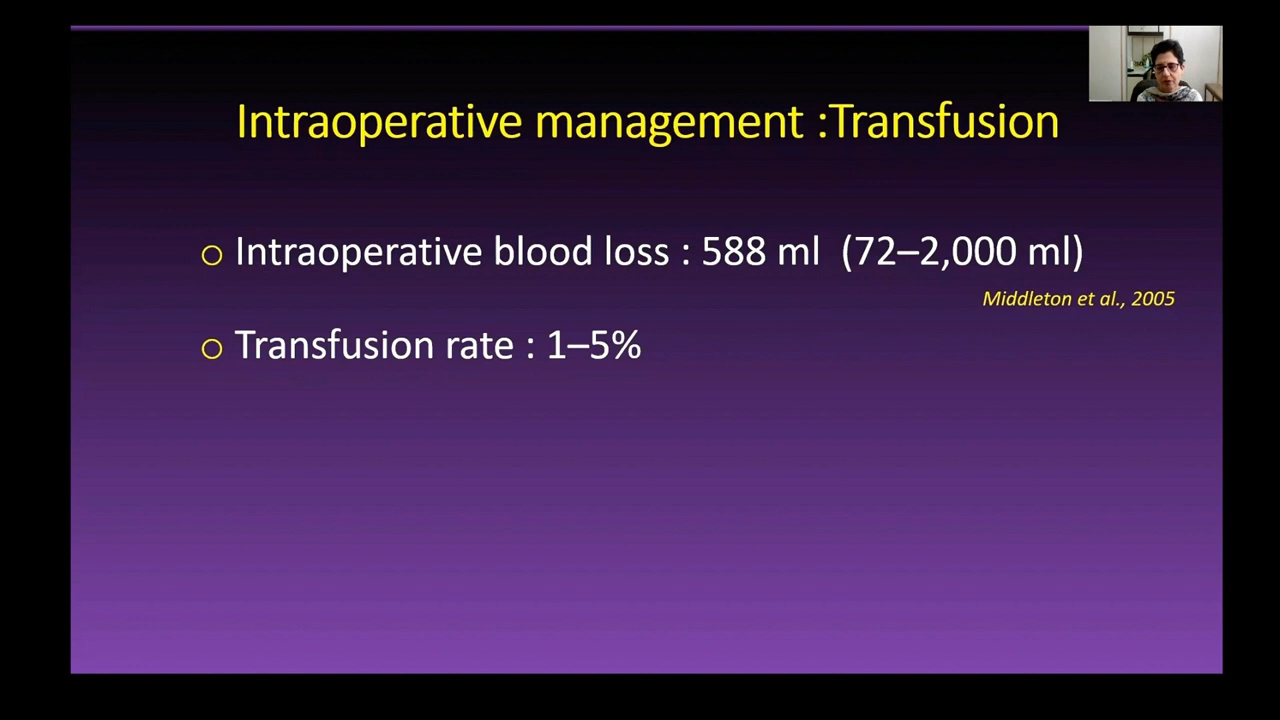 Intraoperative management :Transfusion
o Intraoperative blood loss : 588 ml (72–2,000 ml)
Middleton et al., 2005
o Transfusion rate : 1–5%